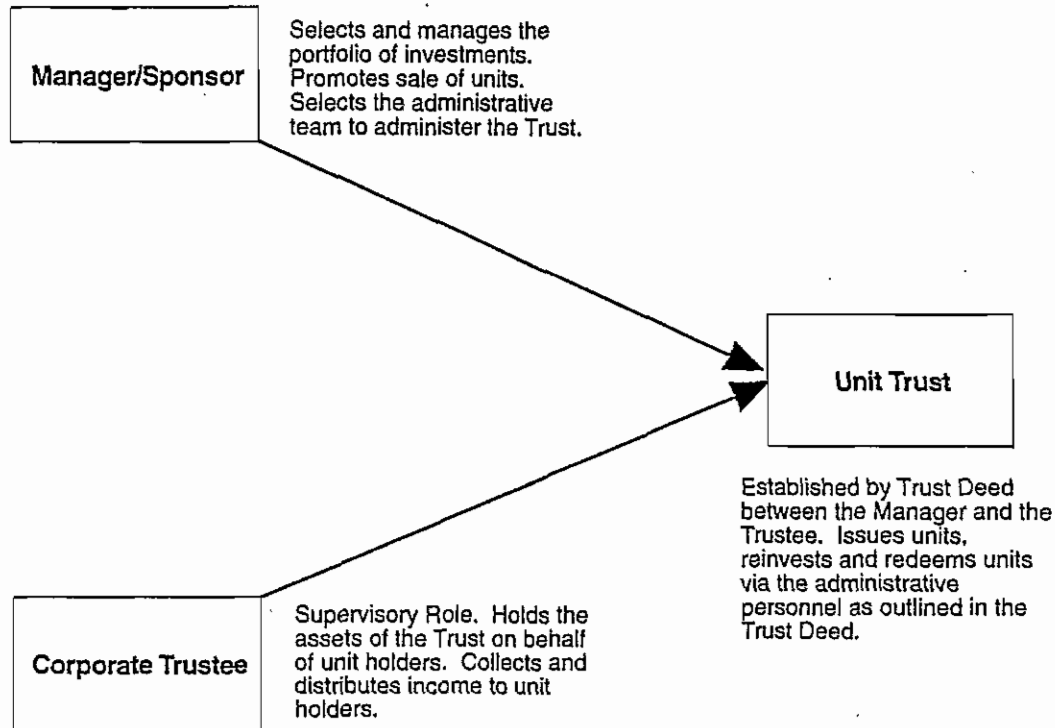 Manager/Sponsor
Selects and manages the
portfolio of investments.
Promotes sale of units.
Selects the administrative
team to administer the Trust.
Unit Trust
Established by Trust Deed
between the Manager and the
Trustee. Issues units,
reinvests and redeems units
via the administrative
personnel as outlined in the
Trust Deed.
Corporate Trustee
Supervisory Role. Holds the
assets of the Trust on behalf
of unit holders. Collects and
distributes income to unit
holders.